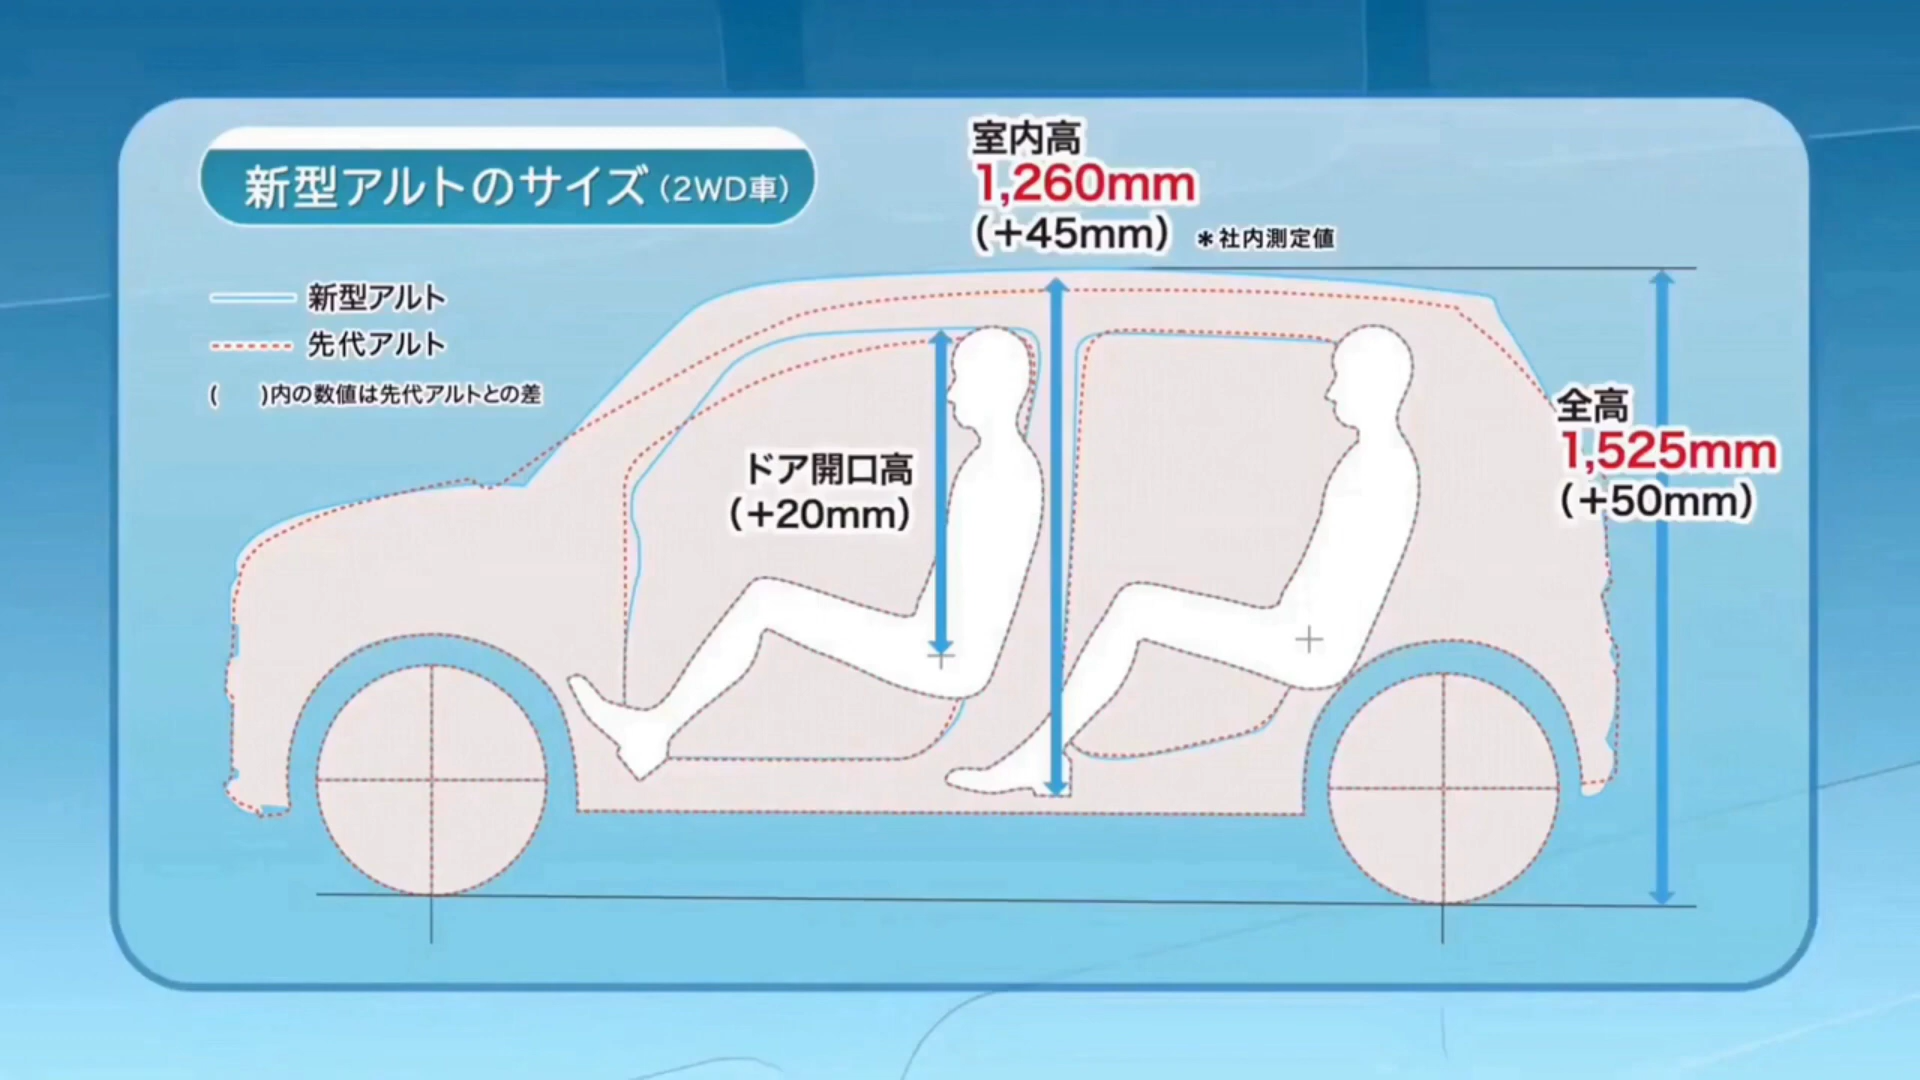 新型アルトのサイズ（2WD車）
室内高
1,260mm
(+45mm) *社内測定値
新型アルト
先代アルト
(　　)内の数値は先代アルトとの差
全高
1,525mm
(+50mm)
ドア開口高
(+20mm)